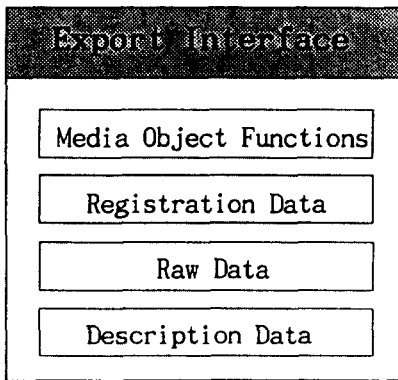 Export Interface
Media Object Functions
Registration Data
Raw Data
Description Data